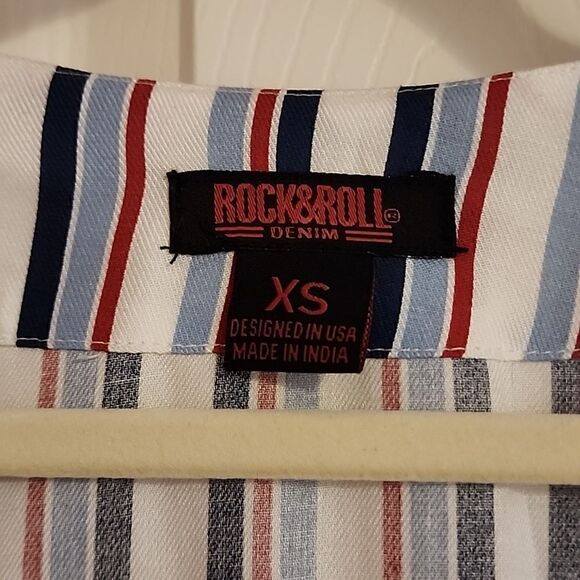 ROCK&ROLL®
DENIM
XS
DESIGNED IN USA
MADE IN INDIA